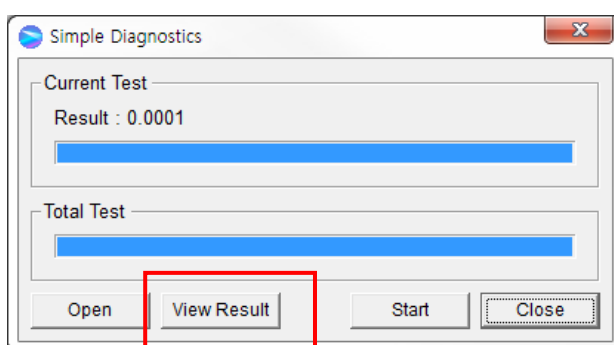 Simple Diagnostics
Current Test
Result : 0.0001
Total Test
Open View Result Start Close